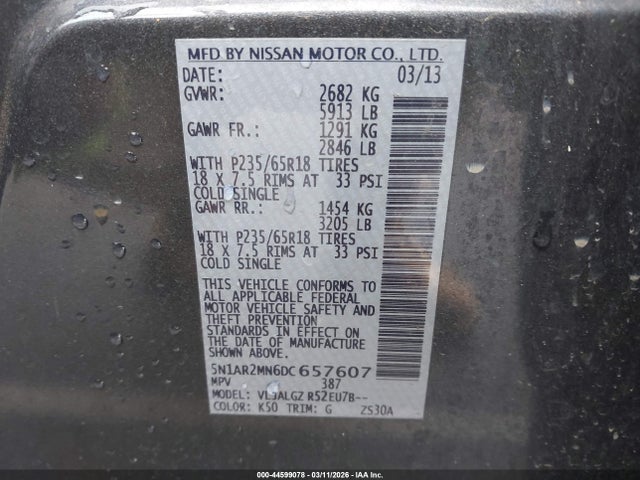 MFD BY NISSAN MOTOR CO., LTD.
DATE: 03/13
GVWR: 2682 KG
5913 LB
GAWR FR.: 1291 KG
2846 LB
WITH P235/65R18 TIRES
18 X 7.5 RIMS AT 33 PSI
COLD SINGLE
GAWR RR.: 1454 KG
3205 LB
WITH P235/65R18 TIRES
18 X 7.5 RIMS AT 33 PSI
COLD SINGLE
THIS VEHICLE CONFORMS TO
ALL APPLICABLE FEDERAL
MOTOR VEHICLE SAFETY AND
THEFT PREVENTION
STANDARDS IN EFFECT ON
THE DATE OF MANUFACTURE
SHOWN ABOVE.
5N1AR2MN6DC657607
MPV 387
MODEL: R52EU7B--
COLOR: K50 TRIM: G ZS30A
000-44599078 - 03/11/2026 - IAA Inc.